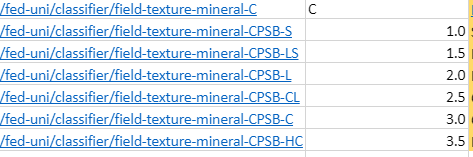 /fed-uni/classifier/field-texture-mineral-C C
/fed-uni/classifier/field-texture-mineral-CPSB-S 1.0
/fed-uni/classifier/field-texture-mineral-CPSB-LS 1.5
/fed-uni/classifier/field-texture-mineral-CPSB-L 2.0
/fed-uni/classifier/field-texture-mineral-CPSB-CL 2.5
/fed-uni/classifier/field-texture-mineral-CPSB-C 3.0
/fed-uni/classifier/field-texture-mineral-CPSB-HC 3.5